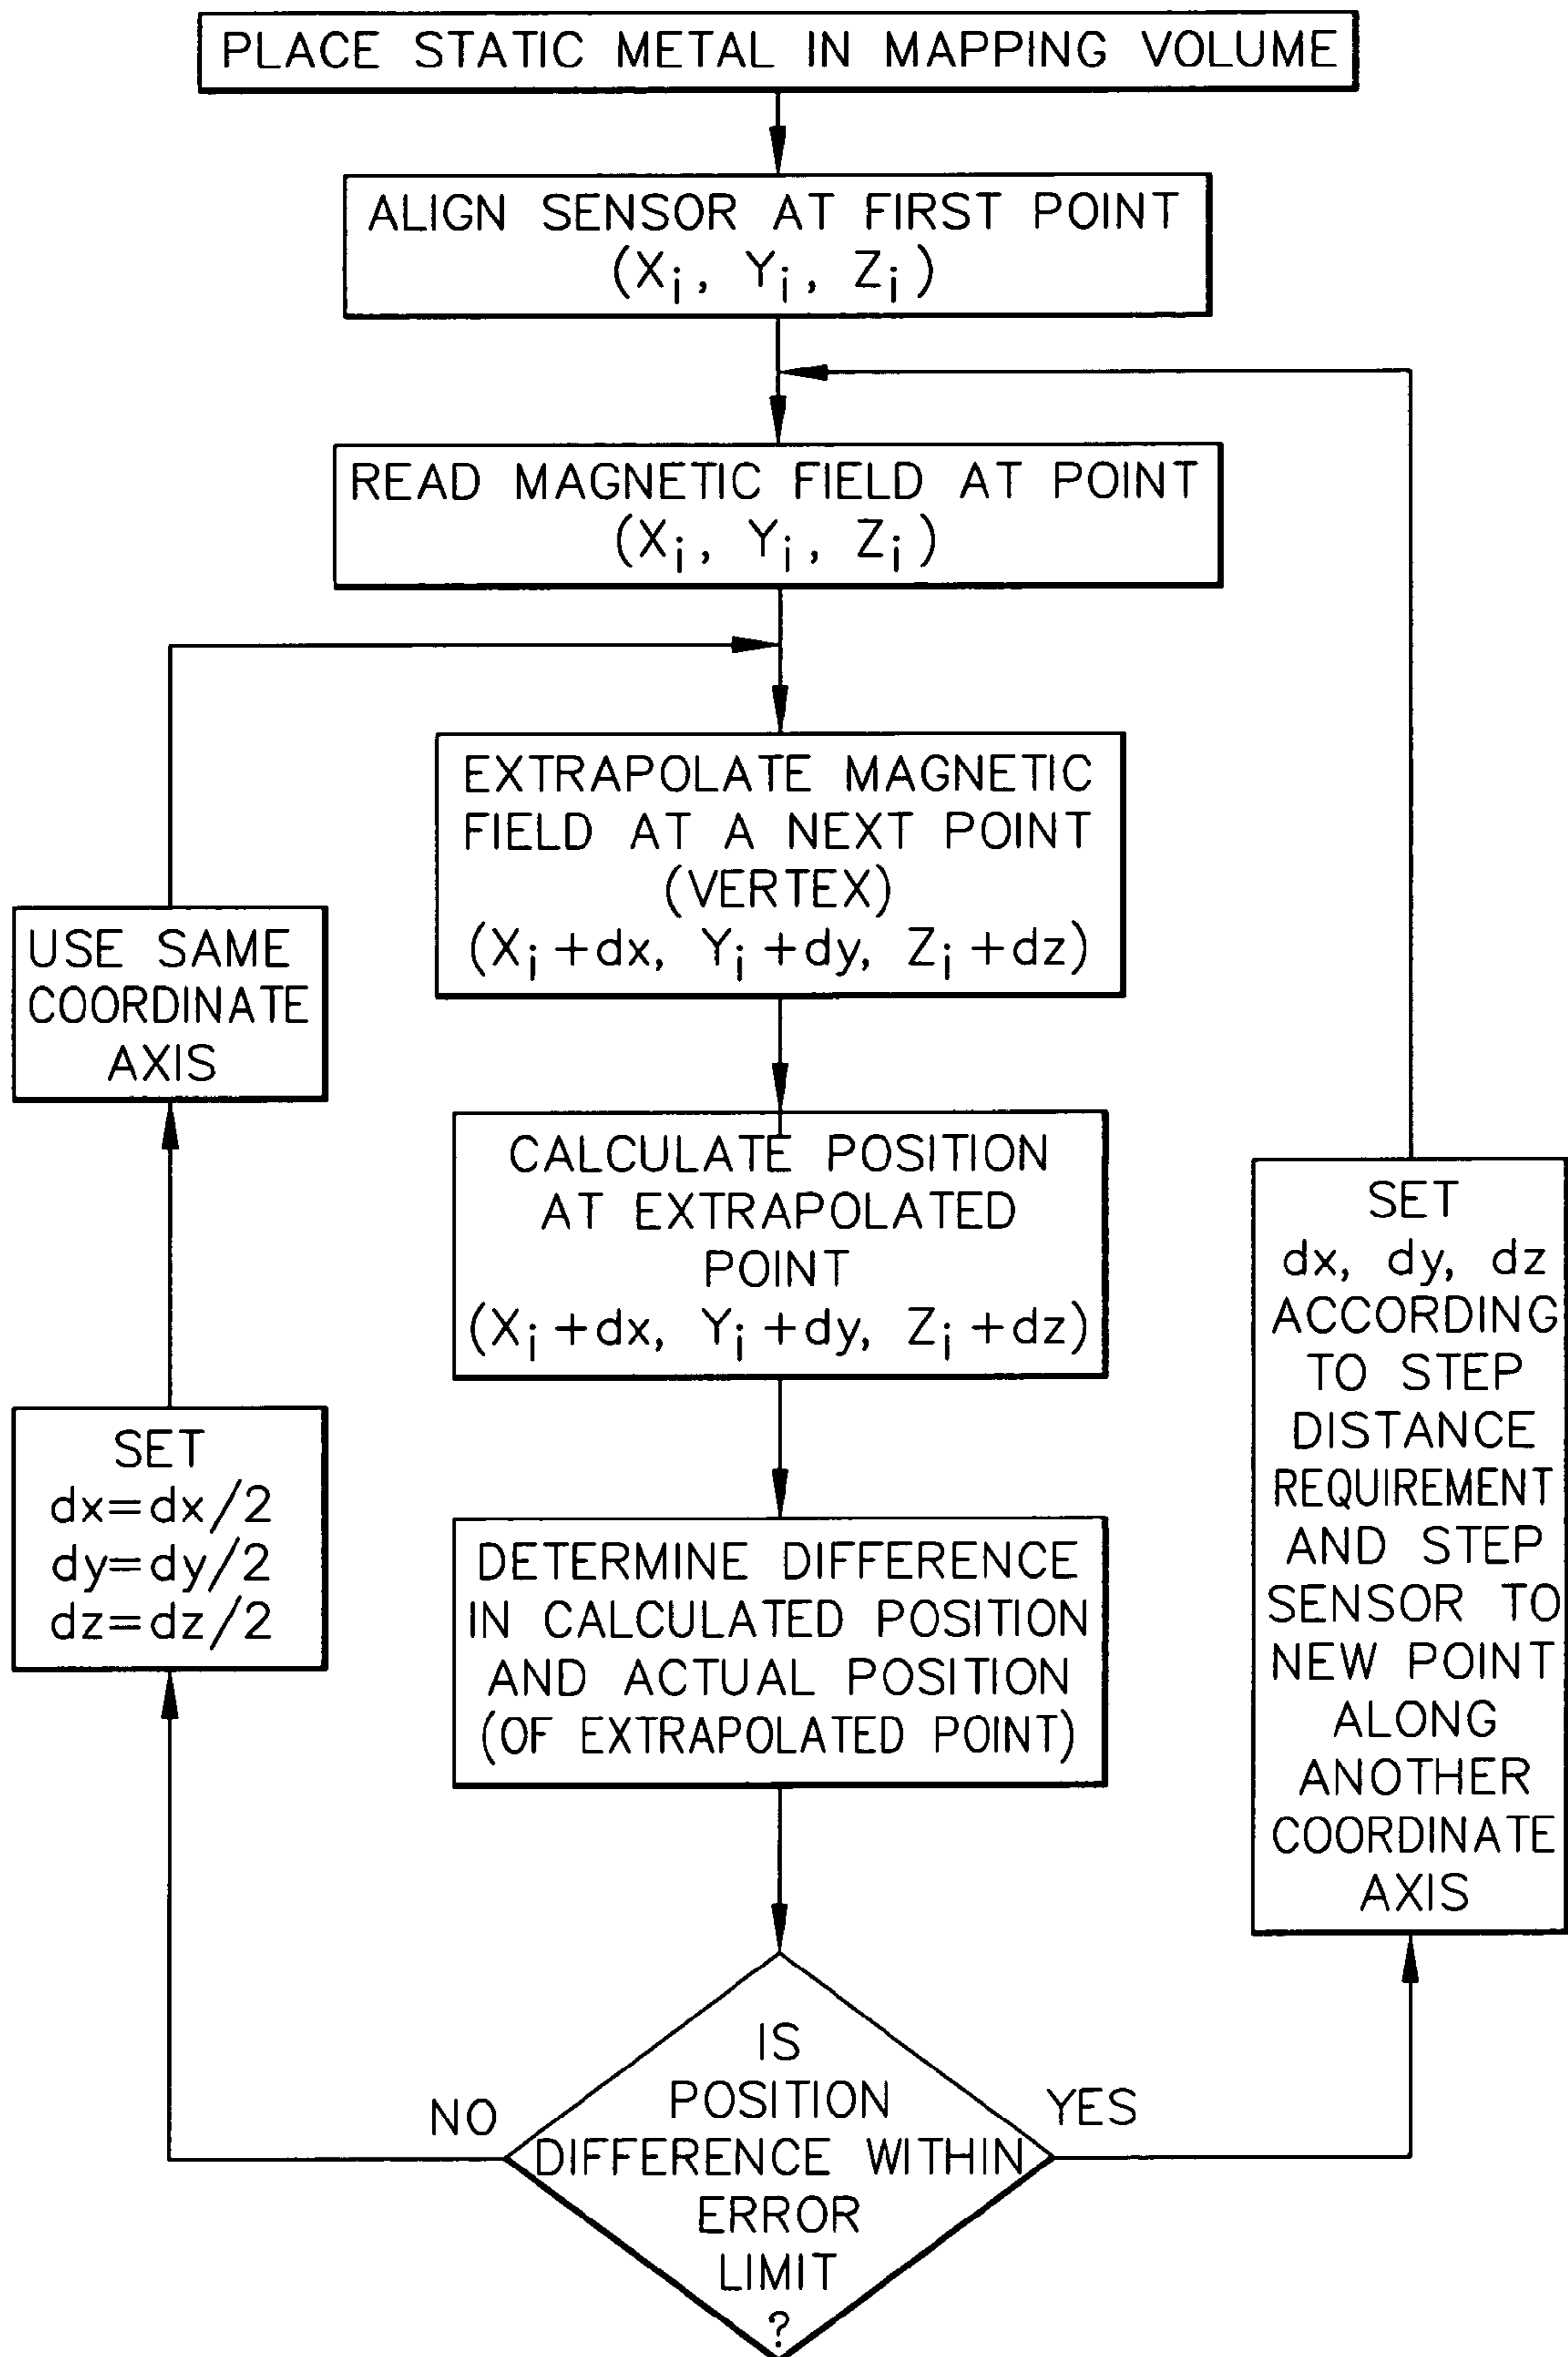 PLACE STATIC METAL IN MAPPING VOLUME
ALIGN SENSOR AT FIRST POINT
(Xi, Yi, Zi)
READ MAGNETIC FIELD AT POINT
(Xi, Yi, Zi)
EXTRAPOLATE MAGNETIC
FIELD AT A NEXT POINT
(VERTEX)
(Xi+dx, Yi+dy, Zi+dz)
USE SAME
COORDINATE
AXIS
CALCULATE POSITION
AT EXTRAPOLATED
POINT
(Xi+dx, Yi+dy, Zi+dz)
SET
dx=dx/2
dy=dy/2
dz=dz/2
DETERMINE DIFFERENCE
IN CALCULATED POSITION
AND ACTUAL POSITION
(OF EXTRAPOLATED POINT)
SET
dx, dy, dz
ACCORDING
TO STEP
DISTANCE
REQUIREMENT
AND STEP
SENSOR TO
NEW POINT
ALONG
ANOTHER
COORDINATE
AXIS
IS
POSITION
DIFFERENCE WITHIN
ERROR
LIMIT
?
NO
YES